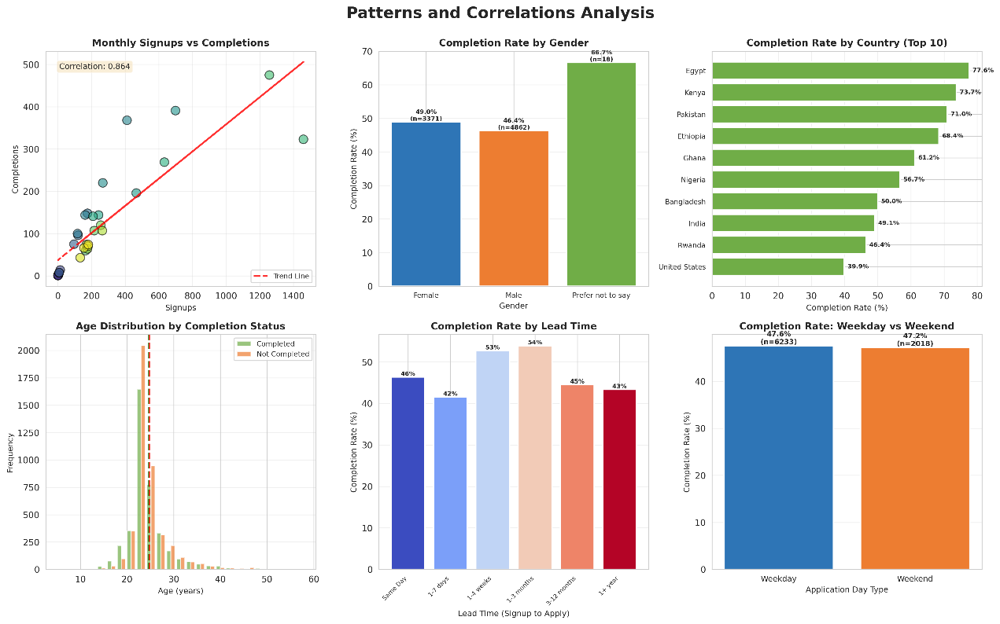 Patterns and Correlations Analysis
Monthly Signups vs Completions
Correlation: 0.864
500
400
300
200
100
0
Completions
Trend Line
0 200 400 600 800 1000 1200 1400
Signups
Completion Rate by Gender
70
60
50
40
30
20
10
0
Completion Rate (%)
49.0%
(n=3371)
46.4%
(n=4862)
66.7%
(n=18)
Female Male Prefer not to say
Gender
Completion Rate by Country (Top 10)
Egypt 77.6%
Kenya 73.7%
Pakistan 71.0%
Ethiopia 68.4%
Ghana 61.2%
Nigeria 56.7%
Bangladesh 50.0%
India 49.1%
Rwanda 46.4%
United States 39.9%
0 10 20 30 40 50 60 70 80
Completion Rate (%)
Age Distribution by Completion Status
Completed
Not Completed
2000
1750
1500
1250
1000
750
500
250
0
Frequency
10 20 30 40 50 60
Age (years)
Completion Rate by Lead Time
50
40
30
20
10
0
Completion Rate (%)
46% 42% 53% 54% 45% 43%
Same Day 1-7 days 1-4 weeks 1-3 months 3-12 months 1+ year
Lead Time (Signup to Apply)
Completion Rate: Weekday vs Weekend
47.6%
(n=6233)
47.2%
(n=2018)
40
30
20
10
0
Completion Rate (%)
Weekday Weekend
Application Day Type